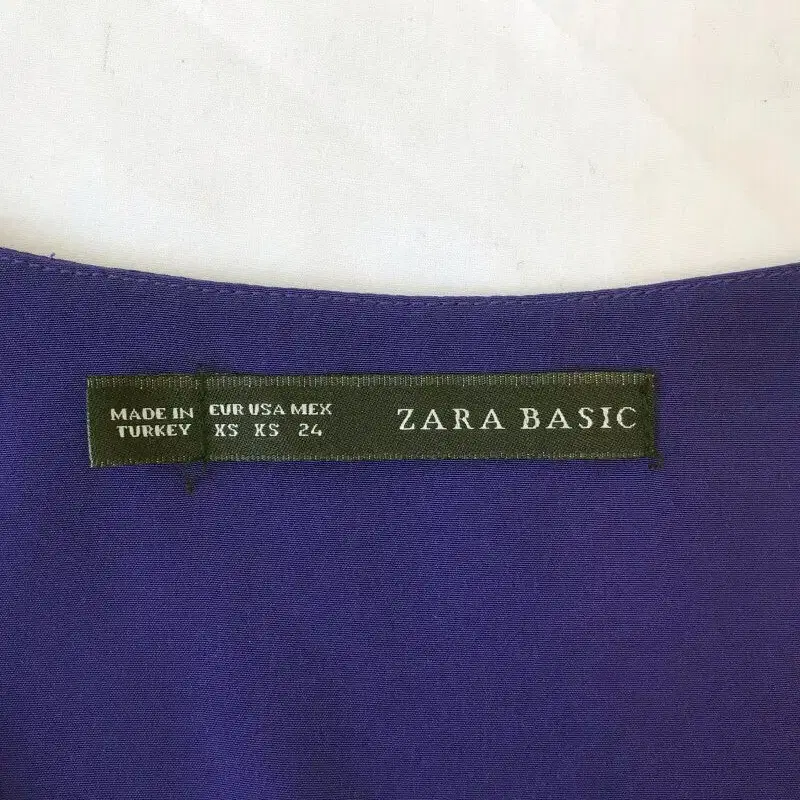 MADE IN
TURKEY
EUR USA MEX
XS XS 24
ZARA BASIC